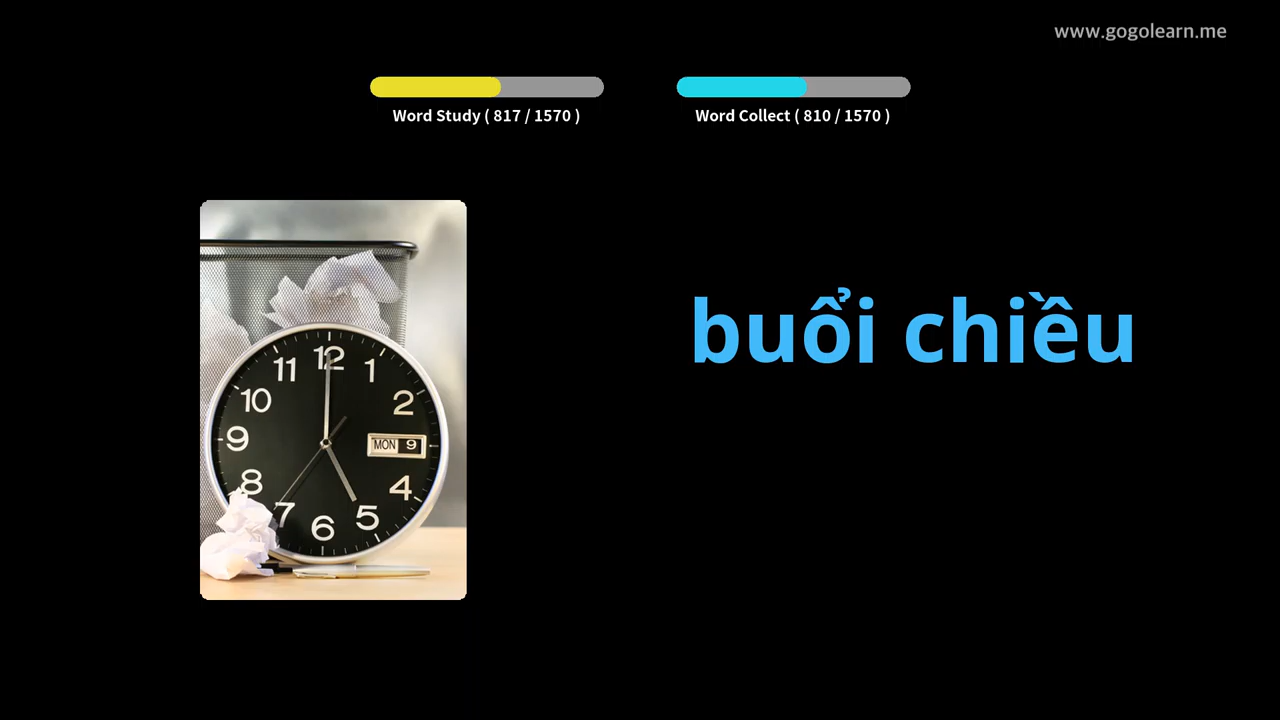 www.gogolearn.me
Word Study ( 817 / 1570 )
Word Collect ( 810 / 1570 )
buổi chiều
12
11
1
10
2
9
MON 9
8
4
7
5
6